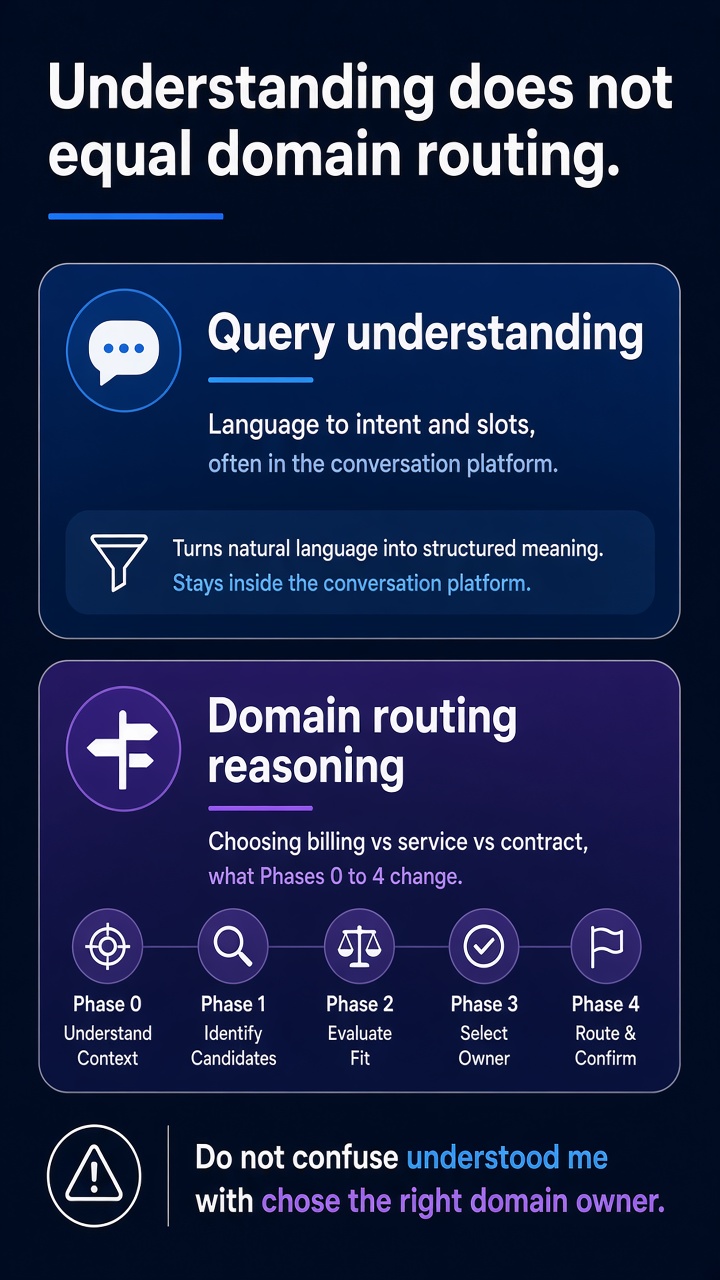 Understanding does not
equal domain routing.
Query understanding
Language to intent and slots,
often in the conversation platform.
Turns natural language into structured meaning.
Stays inside the conversation platform.
Domain routing
reasoning
Choosing billing vs service vs contract,
what Phases 0 to 4 change.
Phase 0
Understand
Context
Phase 1
Identify
Candidates
Phase 2
Evaluate
Fit
Phase 3
Select
Owner
Phase 4
Route &
Confirm
Do not confuse understood me
with chose the right domain owner.